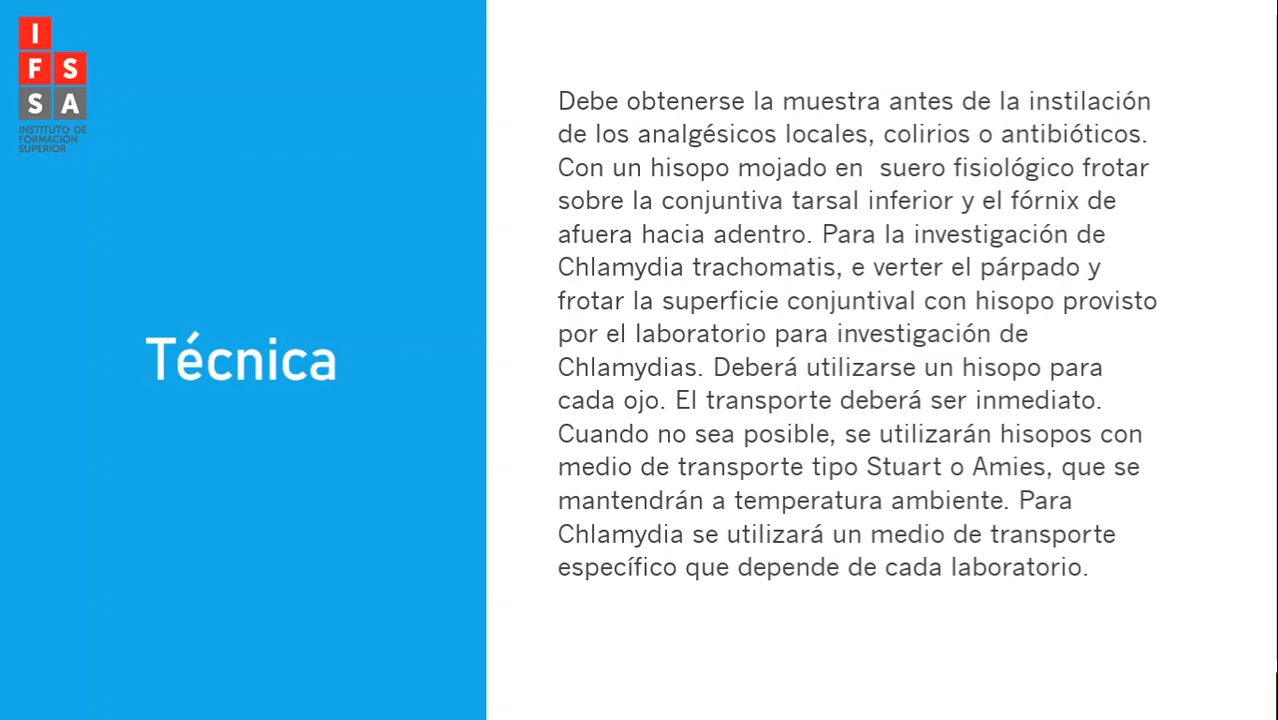 I
F S
S A
INSTITUTO DE
FORMACIÓN
SUPERIOR
Técnica
Debe obtenerse la muestra antes de la instilación
de los analgésicos locales, colirios o antibióticos.
Con un hisopo mojado en  suero fisiológico frotar
sobre la conjuntiva tarsal inferior y el fórnix de
afuera hacia adentro. Para la investigación de
Chlamydia trachomatis, e verter el párpado y
frotar la superficie conjuntival con hisopo provisto
por el laboratorio para investigación de
Chlamydias. Deberá utilizarse un hisopo para
cada ojo. El transporte deberá ser inmediato.
Cuando no sea posible, se utilizarán hisopos con
medio de transporte tipo Stuart o Amies, que se
mantendrán a temperatura ambiente. Para
Chlamydia se utilizará un medio de transporte
específico que depende de cada laboratorio.